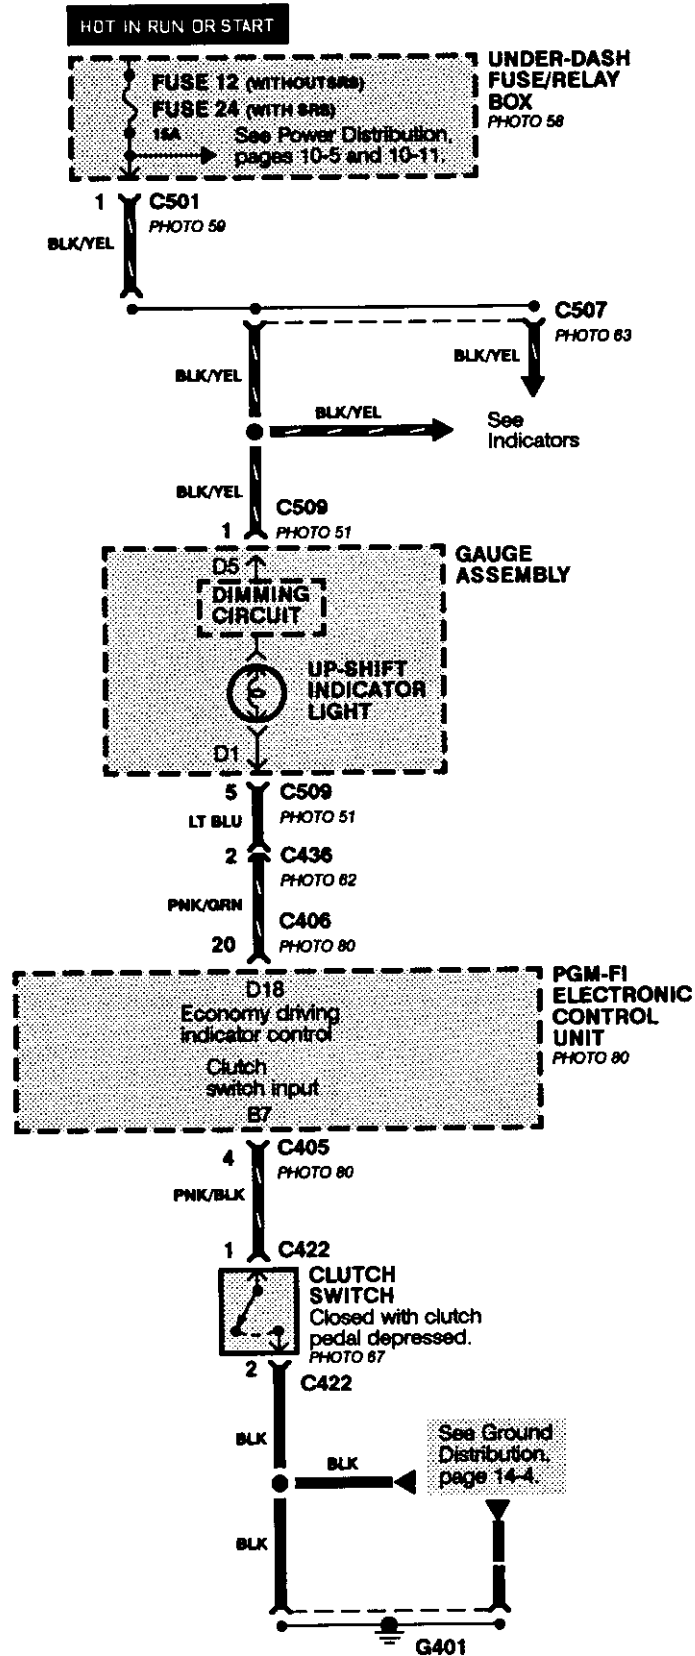 HOT IN RUN OR START
UNDER-DASH
FUSE/RELAY
BOX
PHOTO 58
FUSE 12 (WITHOUT SRS)
FUSE 24 (WITH SRS)
15A
See Power Distribution,
pages 10-5 and 10-11.
1
C501
PHOTO 59
BLK/YEL
C507
PHOTO 63
BLK/YEL
BLK/YEL
BLK/YEL
See
Indicators
BLK/YEL
C509
1
PHOTO 51
GAUGE
ASSEMBLY
D5
DIMMING
CIRCUIT
UP-SHIFT
INDICATOR
LIGHT
D1
5
C509
PHOTO 51
LT BLU
2
C436
PHOTO 62
PNK/GRN
C406
20
PHOTO 80
PGM-FI
ELECTRONIC
CONTROL
UNIT
PHOTO 80
D18
Economy driving
indicator control
Clutch
switch input
B7
4
C405
PHOTO 80
PNK/BLK
1
C422
CLUTCH
SWITCH
Closed with clutch
pedal depressed.
PHOTO 67
2
C422
BLK
BLK
See Ground
Distribution,
page 14-4.
BLK
G401